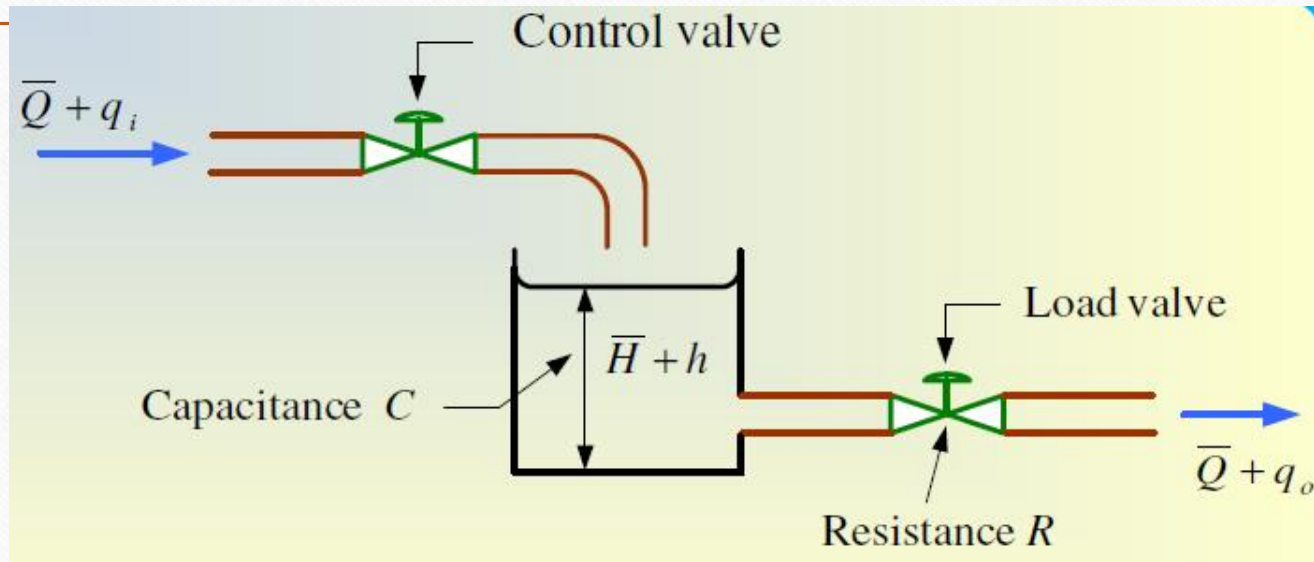 Control valve
Q̅ + q_i
Load valve
H̅ + h
Capacitance C
Q̅ + q_o
Resistance R